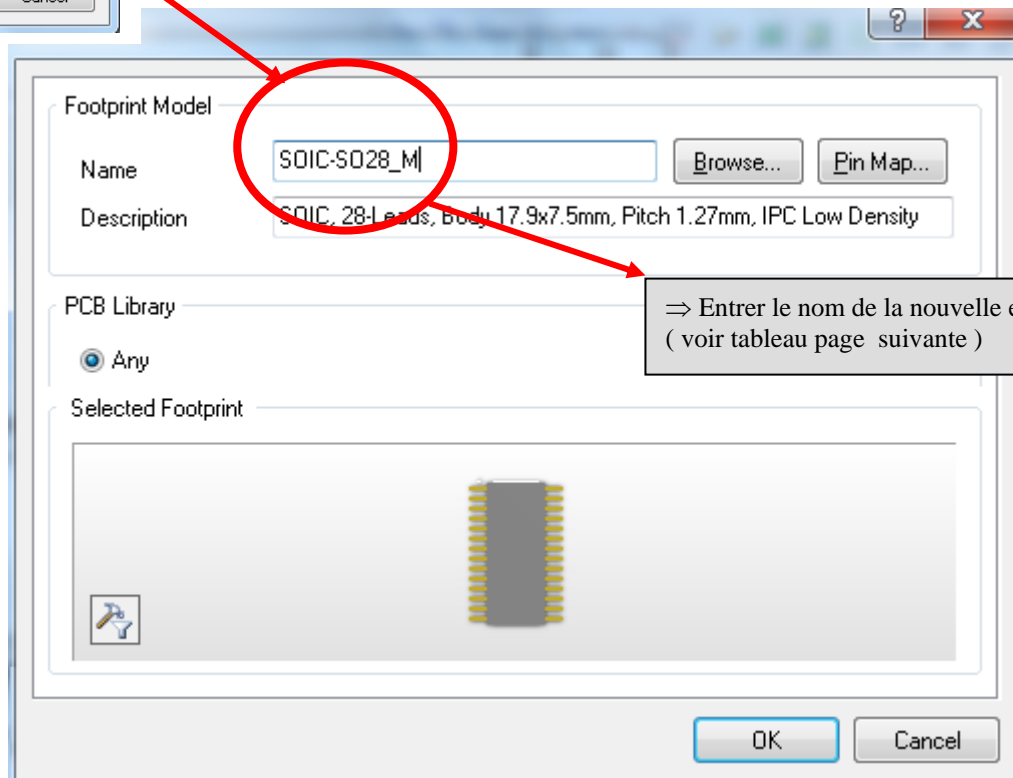 Cancel
?
Footprint Model
Name
SOIC-SO28_M
Browse...
Pin Map...
Description
SOIC, 28-Leads, Body 17.9x7.5mm, Pitch 1.27mm, IPC Low Density
PCB Library
⇒ Entrer le nom de la nouvelle
( voir tableau page suivante )
Any
Selected Footprint
OK
Cancel